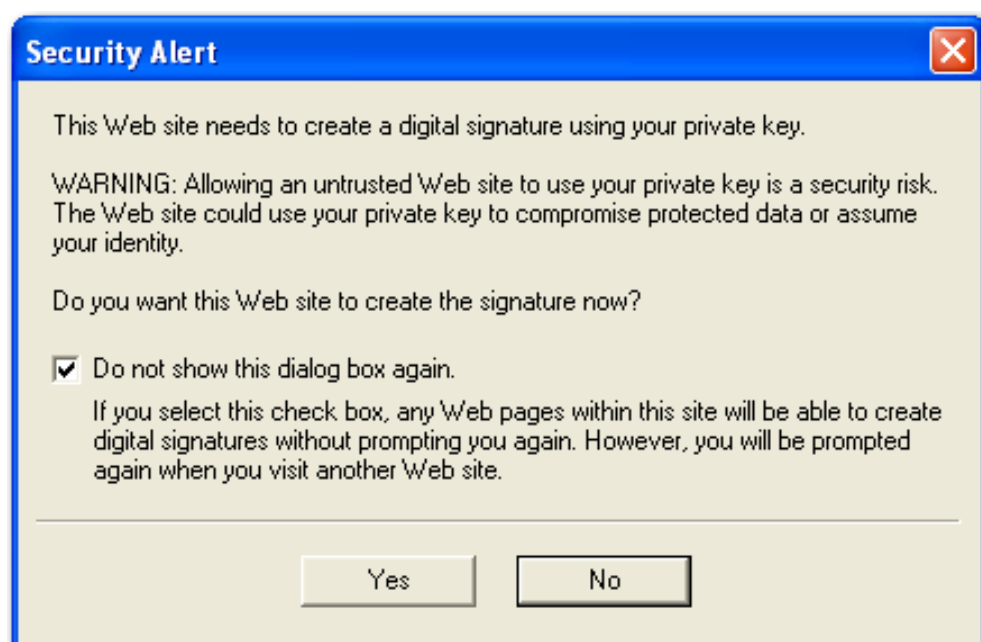 Security Alert
This Web site needs to create a digital signature using your private key.
WARNING: Allowing an untrusted Web site to use your private key is a security risk.
The Web site could use your private key to compromise protected data or assume
your identity.
Do you want this Web site to create the signature now?
Do not show this dialog box again.
If you select this check box, any Web pages within this site will be able to create
digital signatures without prompting you again. However, you will be prompted
again when you visit another Web site.
Yes
No